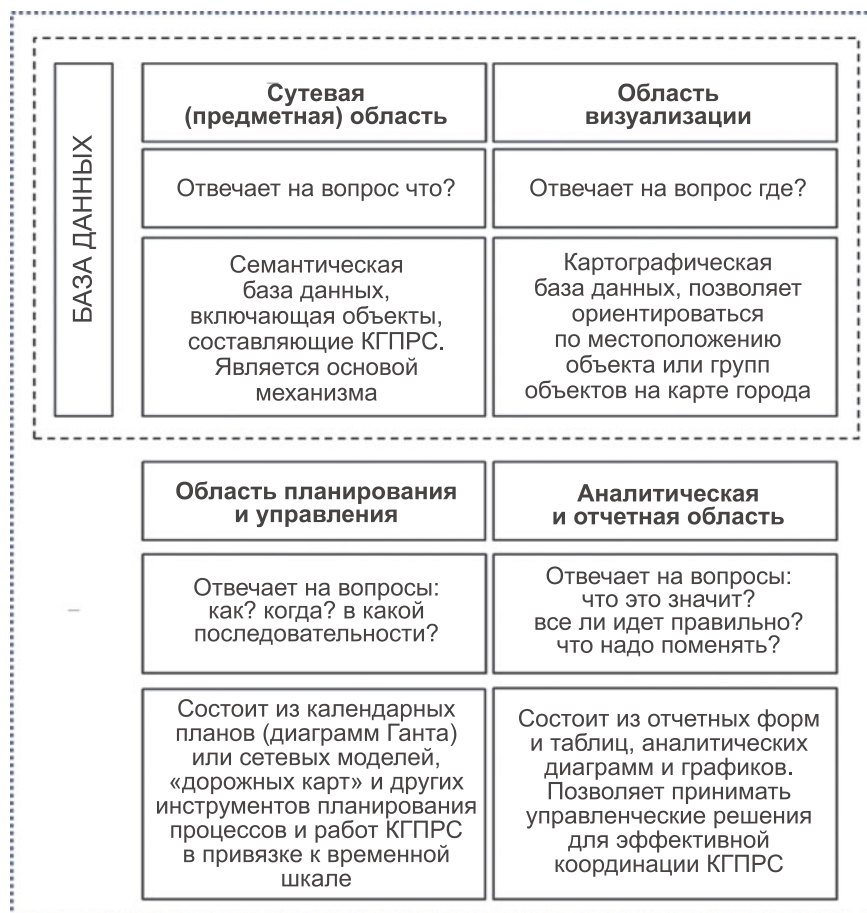 БАЗА ДАННЫХ
Сутевая
(предметная) область
Отвечает на вопрос что?
Семантическая
база данных,
включающая объекты,
составляющие КГПРС.
Является основой
механизма
Область
визуализации
Отвечает на вопрос где?
Картографическая
база данных, позволяет
ориентироваться
по местоположению
объекта или групп
объектов на карте города
Область планирования
и управления
Отвечает на вопросы:
как? когда? в какой
последовательности?
Состоит из календарных
планов (диаграмм Ганта)
или сетевых моделей,
«дорожных карт» и других
инструментов планирования
процессов и работ КГПРС
в привязке к временной
шкале
Аналитическая
и отчетная область
Отвечает на вопросы:
что это значит?
все ли идет правильно?
что надо поменять?
Состоит из отчетных форм
и таблиц, аналитических
диаграмм и графиков.
Позволяет принимать
управленческие решения
для эффективной
координации КГПРС